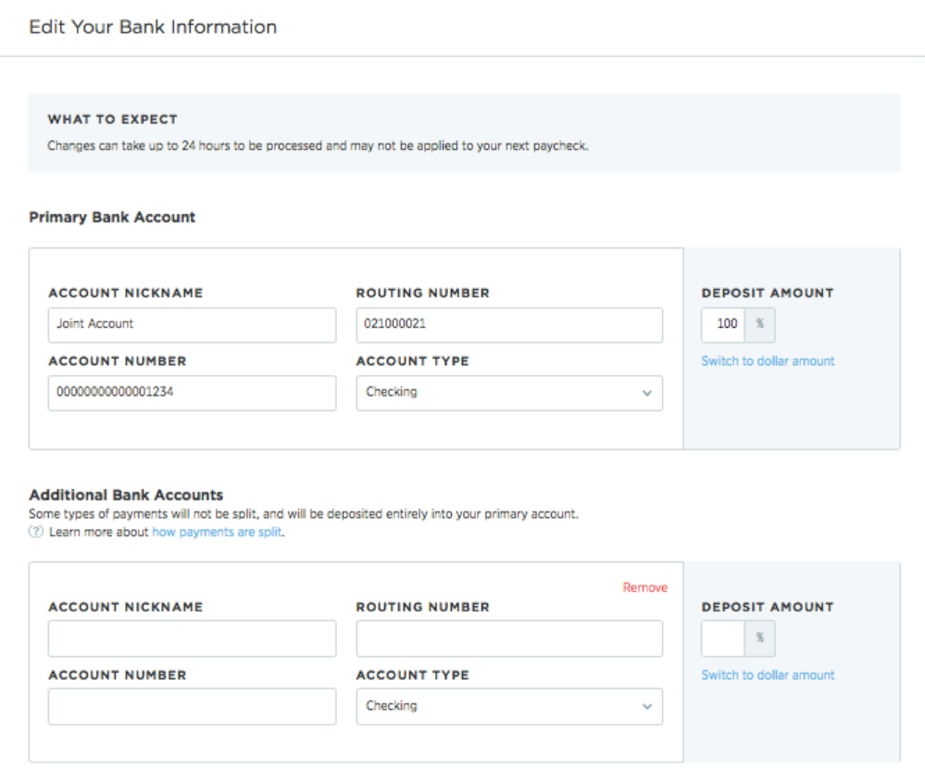 Edit Your Bank Information
WHAT TO EXPECT
Changes can take up to 24 hours to be processed and may not be applied to your next paycheck.
Primary Bank Account
ACCOUNT NICKNAME
Joint Account
ROUTING NUMBER
021000021
ACCOUNT NUMBER
00000000000001234
ACCOUNT TYPE
Checking
DEPOSIT AMOUNT
100 %
Switch to dollar amount
Additional Bank Accounts
Some types of payments will not be split, and will be deposited entirely into your primary account.
? Learn more about how payments are split.
Remove
ACCOUNT NICKNAME
ROUTING NUMBER
ACCOUNT NUMBER
ACCOUNT TYPE
Checking
DEPOSIT AMOUNT
%
Switch to dollar amount